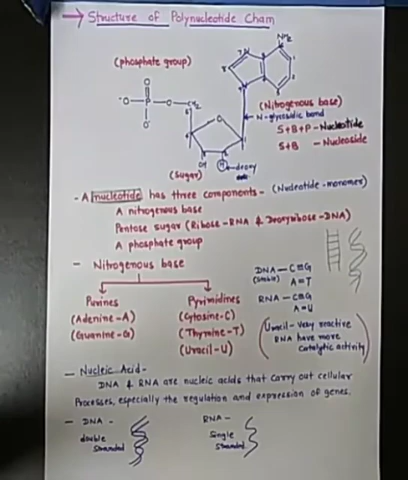 → Structure of Polynucleotide Chain
NH2
(phosphate group)
O
-O-P-O-CH2
O-
O
(Nitrogenous base)
N-glycosidic bond
S+B+P-Nucleotide
S+B - Nucleoside
OH
H → deoxy
(Sugar)
- A nucleotide has three components - (Nucleotide-monomer)
A nitrogenous base
Pentose sugar (Ribose-RNA & Deoxyribose-DNA)
A phosphate group
- Nitrogenous base
Purines
(Adenine-A)
(Guanine-G)
Pyrimidines
(Cytosine-C)
(Thymine-T)
(Uracil-U)
DNA - C≡G
(Stable) A=T
RNA - C≡G
A=U
(Uracil-Very reactive
RNA have more
Catalytic activity)
- Nucleic Acid -
DNA & RNA are nucleic acids that carry out cellular
Processes, especially the regulation and expression of genes.
- DNA -
double
Stranded
RNA -
Single
Stranded